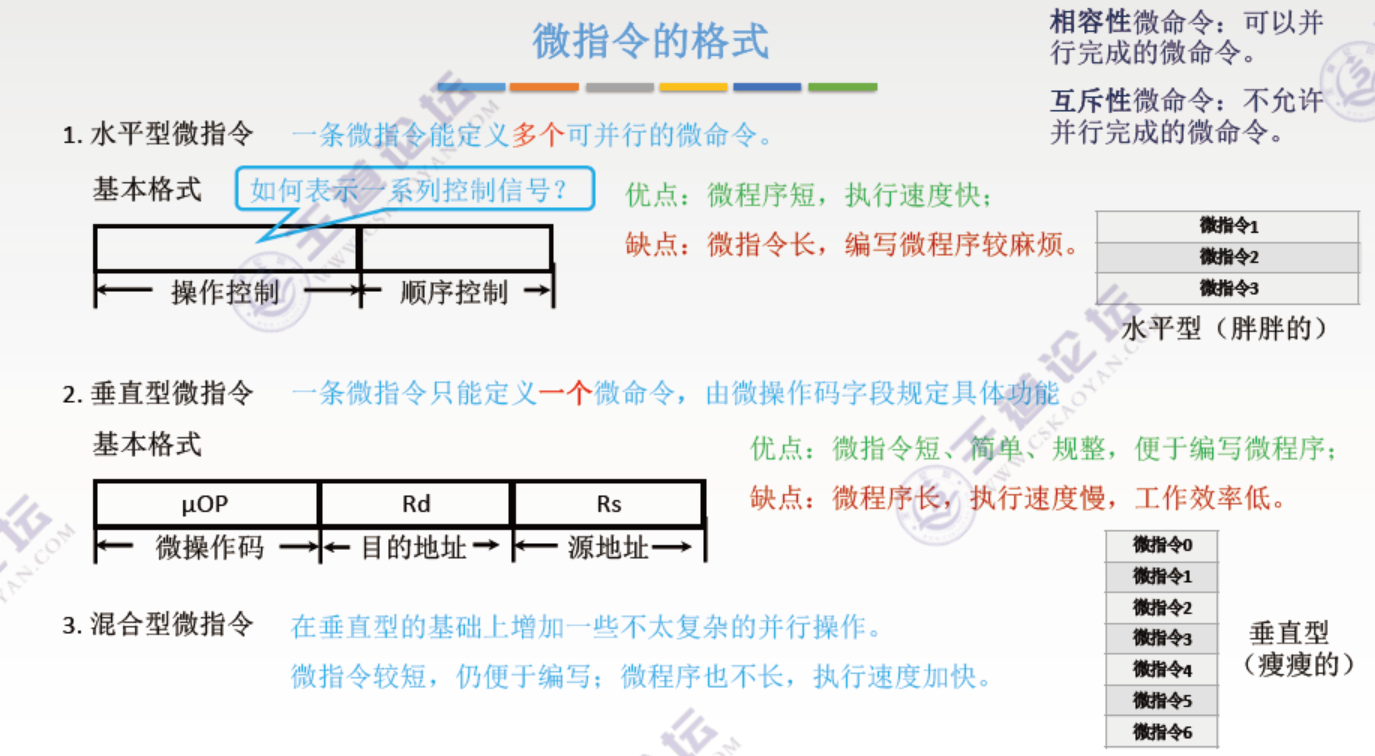 微指令的格式
相容性微命令：可以并
行完成的微命令。
互斥性微命令：不允许
并行完成的微命令。
1. 水平型微指令 一条微指令能定义多个可并行的微命令。
基本格式 如何表示一系列控制信号？
优点：微程序短，执行速度快；
缺点：微指令长，编写微程序较麻烦。
操作控制 顺序控制
微指令1
微指令2
微指令3
水平型（胖胖的）
2. 垂直型微指令 一条微指令只能定义一个微命令，由微操作码字段规定具体功能
基本格式
优点：微指令短、简单、规整，便于编写微程序；
缺点：微程序长，执行速度慢，工作效率低。
μOP Rd Rs
微操作码 目的地址 源地址
微指令0
微指令1
微指令2
微指令3
微指令4
微指令5
微指令6
垂直型
（瘦瘦的）
3. 混合型微指令 在垂直型的基础上增加一些不太复杂的并行操作。
微指令较短，仍便于编写；微程序也不长，执行速度加快。
王道论坛
WWW.CSKAOYAN.COM